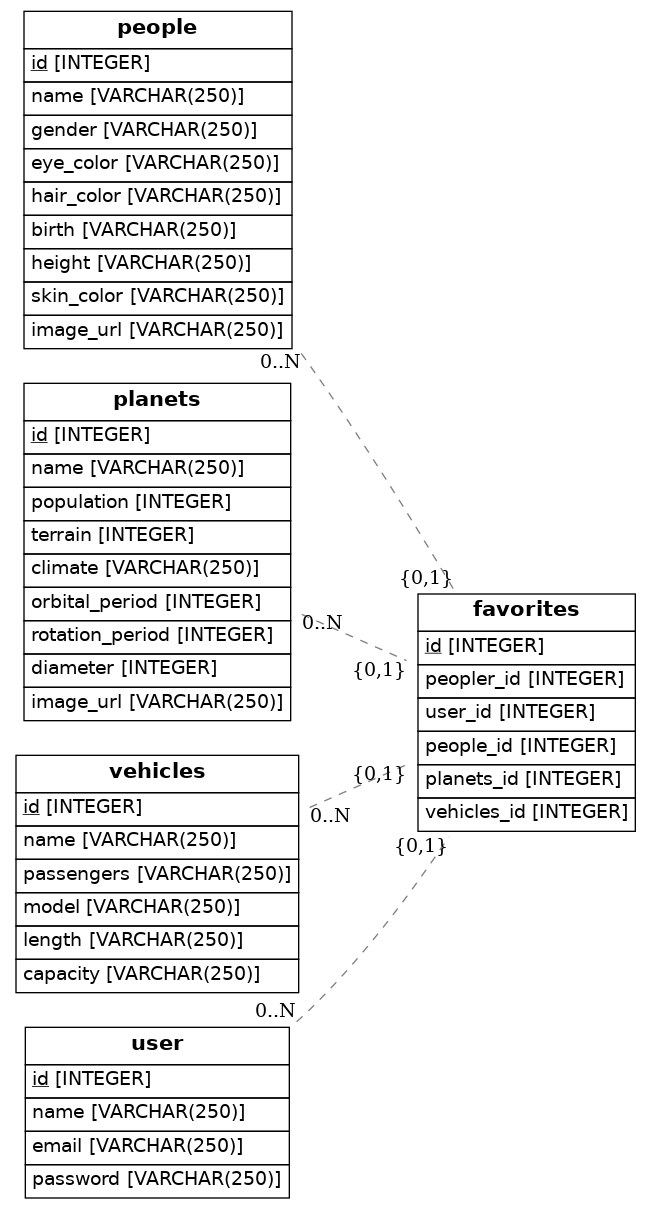 people
id [INTEGER]
name [VARCHAR(250)]
gender [VARCHAR(250)]
eye_color [VARCHAR(250)]
hair_color [VARCHAR(250)]
birth [VARCHAR(250)]
height [VARCHAR(250)]
skin_color [VARCHAR(250)]
image_url [VARCHAR(250)]
0..N
planets
id [INTEGER]
name [VARCHAR(250)]
population [INTEGER]
terrain [INTEGER]
climate [VARCHAR(250)]
orbital_period [INTEGER]
rotation_period [INTEGER]
diameter [INTEGER]
image_url [VARCHAR(250)]
0..N
{0,1}
{0,1}
favorites
id [INTEGER]
peopler_id [INTEGER]
user_id [INTEGER]
people_id [INTEGER]
planets_id [INTEGER]
vehicles_id [INTEGER]
{0,1}
0..N
{0,1}
vehicles
id [INTEGER]
name [VARCHAR(250)]
passengers [VARCHAR(250)]
model [VARCHAR(250)]
length [VARCHAR(250)]
capacity [VARCHAR(250)]
0..N
user
id [INTEGER]
name [VARCHAR(250)]
email [VARCHAR(250)]
password [VARCHAR(250)]